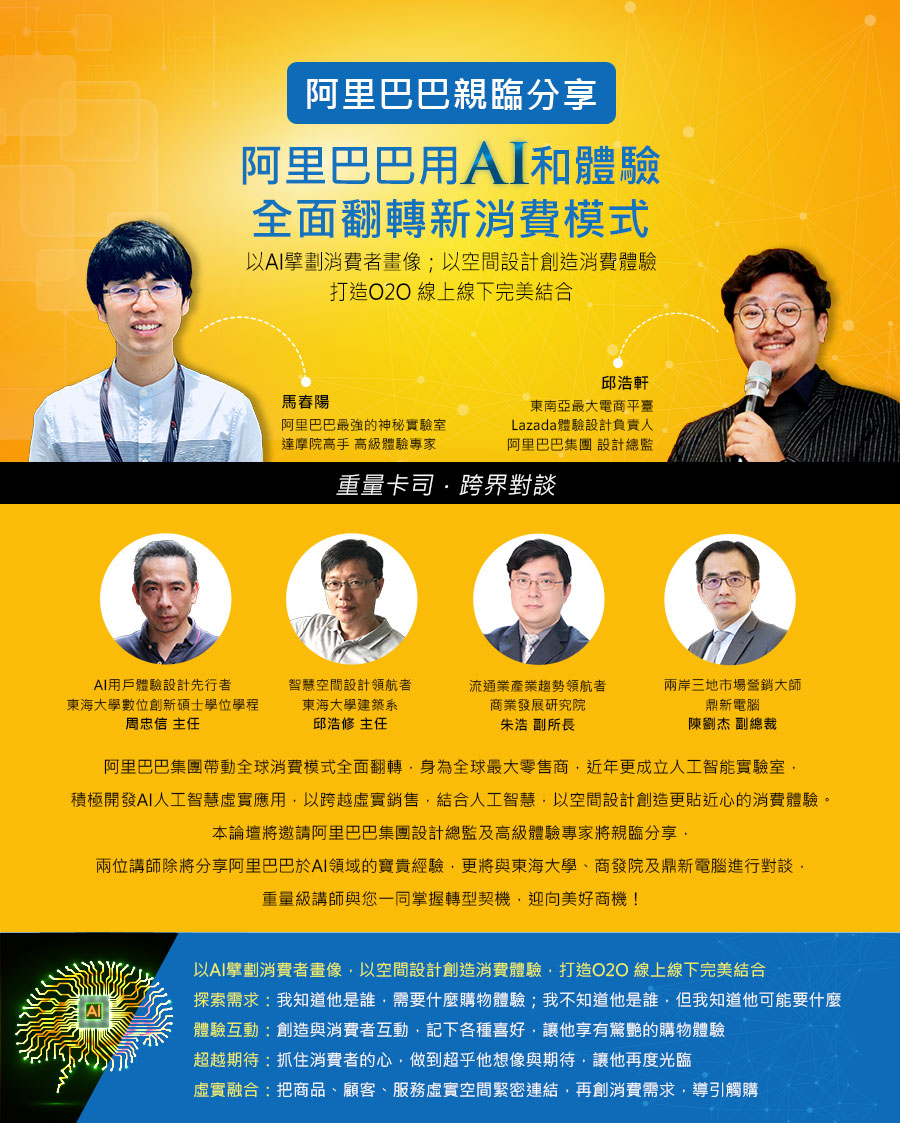 阿里巴巴親臨分享
阿里巴巴用AI和體驗
全面翻轉新消費模式
以AI擘劃消費者畫像；以空間設計創造消費體驗
打造O2O 線上線下完美結合
馬春陽
阿里巴巴最強的神秘實驗室
達摩院高手 高級體驗專家
邱浩軒
東南亞最大電商平臺
Lazada體驗設計負責人
阿里巴巴集團 設計總監
重量卡司．跨界對談
AI用戶體驗設計先行者
東海大學數位創新碩士學位學程
周忠信 主任
智慧空間設計領航者
東海大學建築系
邱浩修 主任
流通業產業趨勢領航者
商業發展研究院
朱浩 副所長
兩岸三地市場營銷大師
鼎新電腦
陳劉杰 副總裁
阿里巴巴集團帶動全球消費模式全面翻轉，身為全球最大零售商，近年更成立人工智能實驗室，
積極開發AI人工智慧虛實應用，以跨越虛實銷售，結合人工智慧，以空間設計創造更貼近心的消費體驗。
本論壇將邀請阿里巴巴集團設計總監及高級體驗專家將親臨分享，
兩位講師除將分享阿里巴巴於AI領域的寶貴經驗，更將與東海大學、商發院及鼎新電腦進行對談，
重量級講師與您一同掌握轉型契機，迎向美好商機！
AI
以AI擘劃消費者畫像，以空間設計創造消費體驗，打造O2O 線上線下完美結合
探索需求：我知道他是誰，需要什麼購物體驗；我不知道他是誰，但我知道他可能要什麼
體驗互動：創造與消費者互動，記下各種喜好，讓他享有驚艷的購物體驗
超越期待：抓住消費者的心，做到超乎他想像與期待，讓他再度光臨
虛實融合：把商品、顧客、服務虛實空間緊密連結，再創消費需求，導引觸購